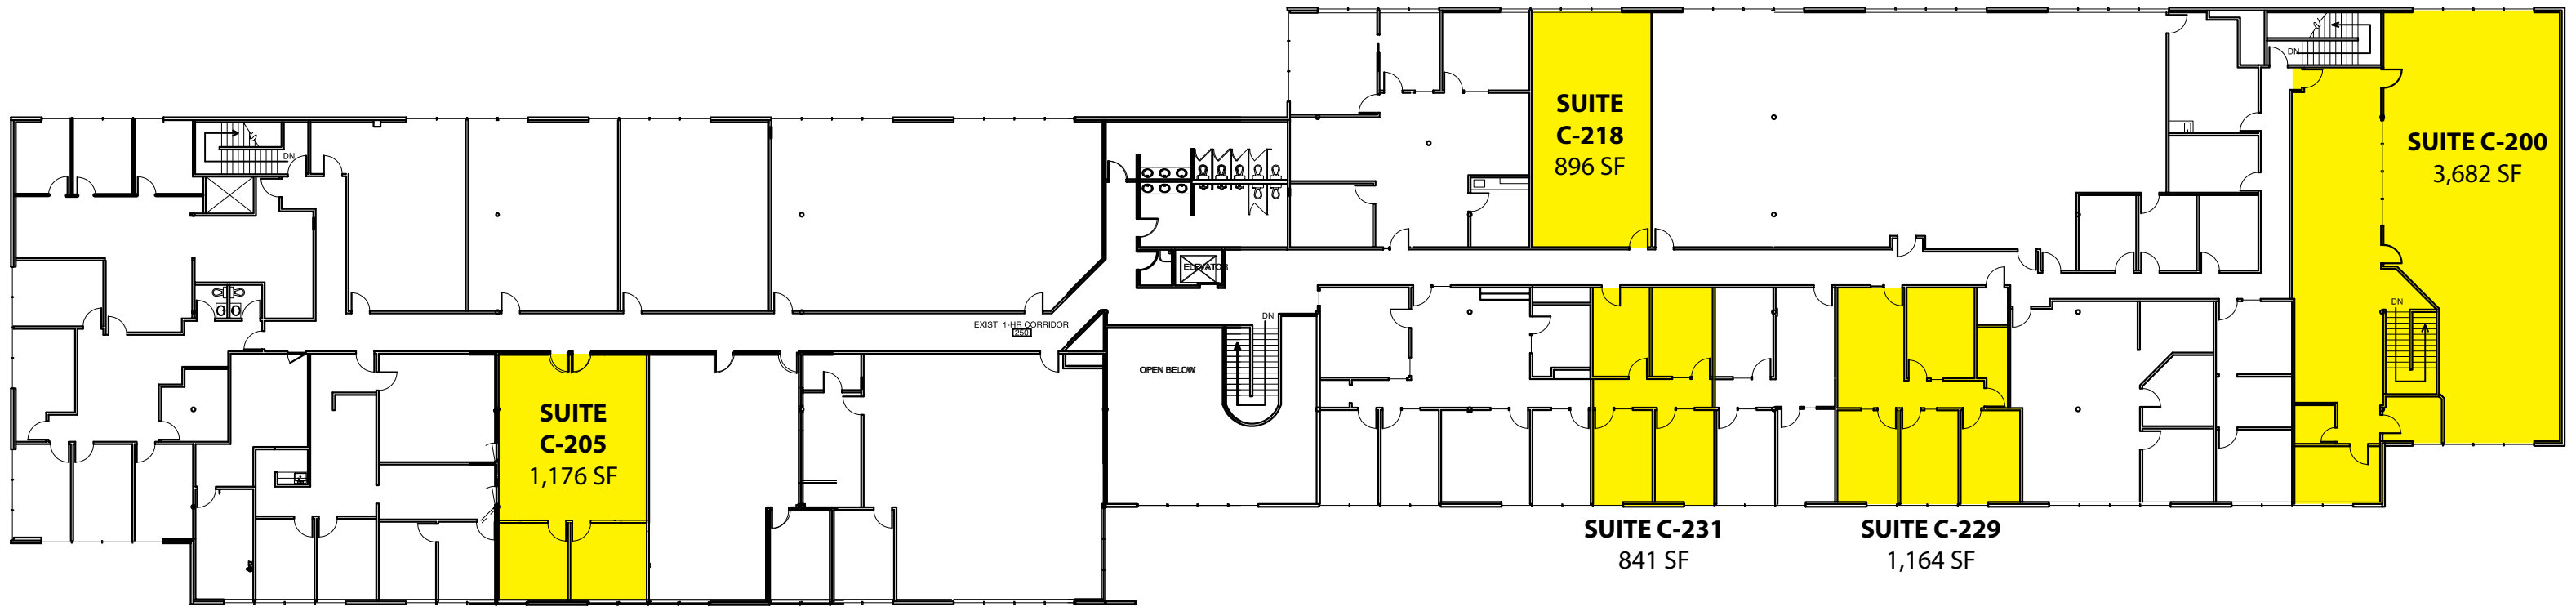 SUITE
C-218
896 SF
SUITE C-200
3,682 SF
DN
DN
ELEVATOR
DN
EXIST. 1-HR CORRIDOR
250
DN
OPEN BELOW
SUITE
C-205
1,176 SF
SUITE C-231
841 SF
SUITE C-229
1,164 SF